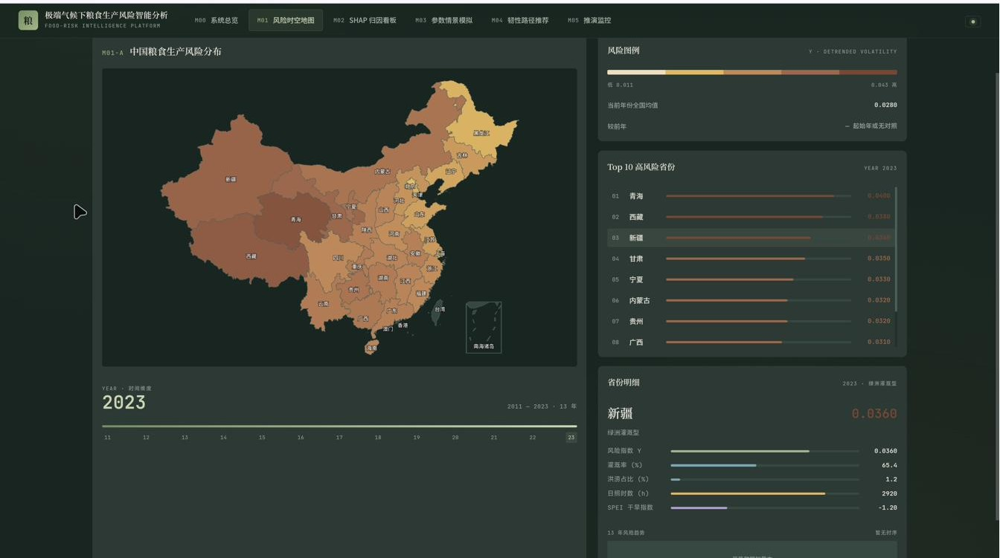 粮
极端气候下粮食生产风险智能分析
FOOD-RISK INTELLIGENCE PLATFORM
M00 系统总览
M01 风险时空地图
M02 SHAP 归因看板
M03 参数情景模拟
M04 韧性路径推荐
M05 推演监控
M01-A 中国粮食生产风险分布
黑龙江
吉林
辽宁
内蒙古
新疆
北京
天津
河北
宁夏
山西
山东
青海
甘肃
陕西
河南
江苏
西藏
四川
湖北
安徽
上海
重庆
浙江
湖南
江西
贵州
福建
云南
台湾
广西
广东
香港
澳门
海南
南海诸岛
YEAR · 时间维度
2023
2011 — 2023 · 13 年
11 12 13 14 15 16 17 18 19 20 21 22 23
风险图例
Y · DETRENDED VOLATILITY
低 0.011
0.043 高
当前年份全国均值
0.0280
较前年
— 起始年或无对照
Top 10 高风险省份
YEAR 2023
01 青海 0.0400
02 西藏 0.0380
03 新疆 0.0360
04 甘肃 0.0350
05 宁夏 0.0330
06 内蒙古 0.0320
07 贵州 0.0320
08 广西 0.0310
省份明细
2023 · 绿洲灌溉型
新疆
0.0360
绿洲灌溉型
风险指数 Y 0.0360
灌溉率 (%) 65.4
洪涝占比 (%) 1.2
日照时数 (h) 2920
SPEI 干旱指数 -1.20
13 年风险趋势
暂无时序